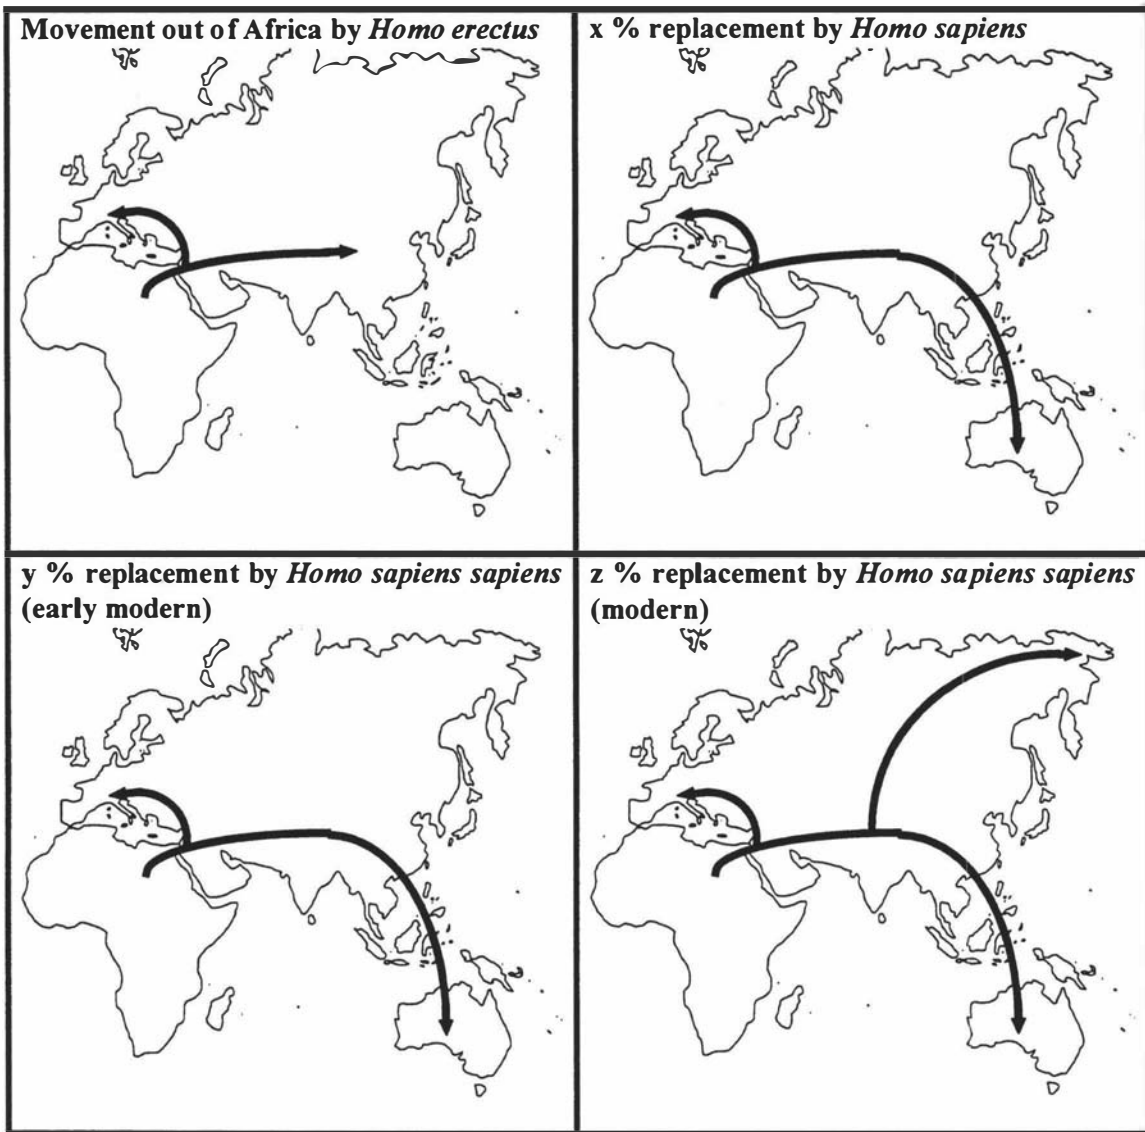 Movement out of Africa by Homo erectus
x % replacement by Homo sapiens
y % replacement by Homo sapiens sapiens
(early modern)
z % replacement by Homo sapiens sapiens
(modern)